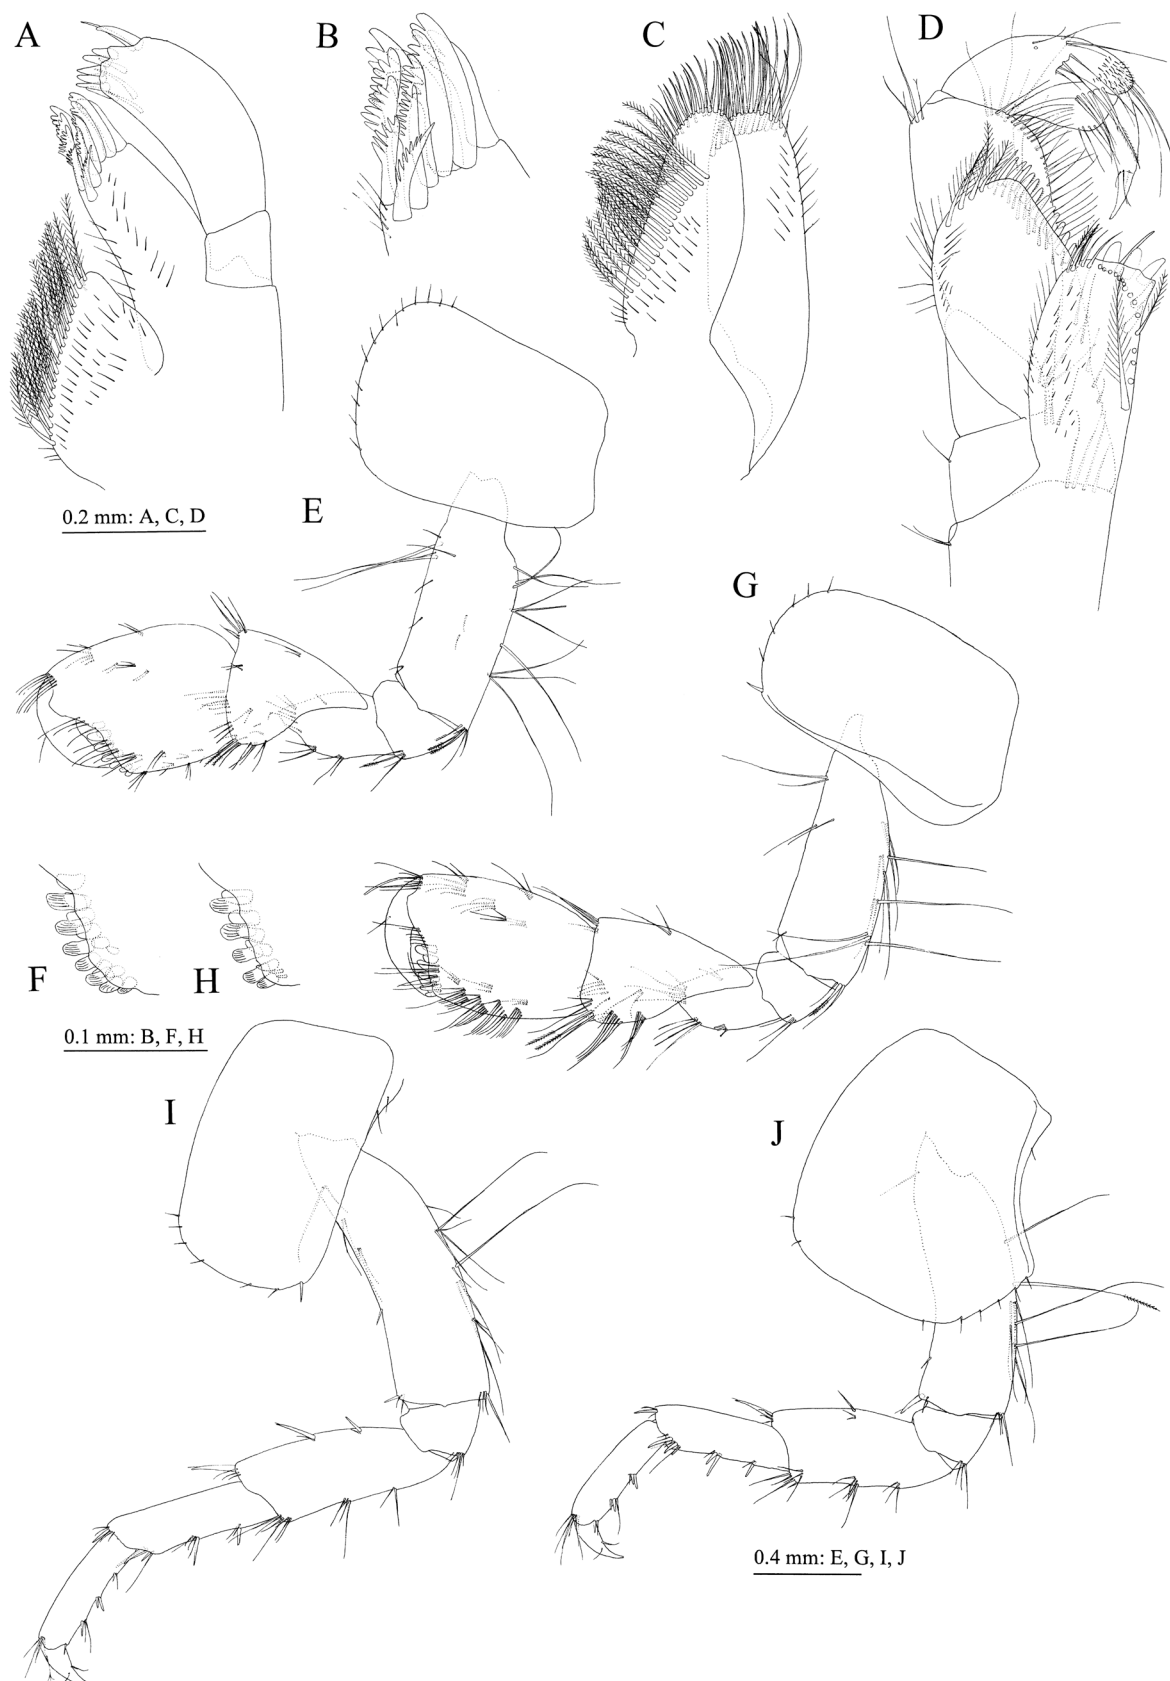 A
B
C
D
0.2 mm: A, C, D
E
G
F
H
0.1 mm: B, F, H
I
J
0.4 mm: E, G, I, J